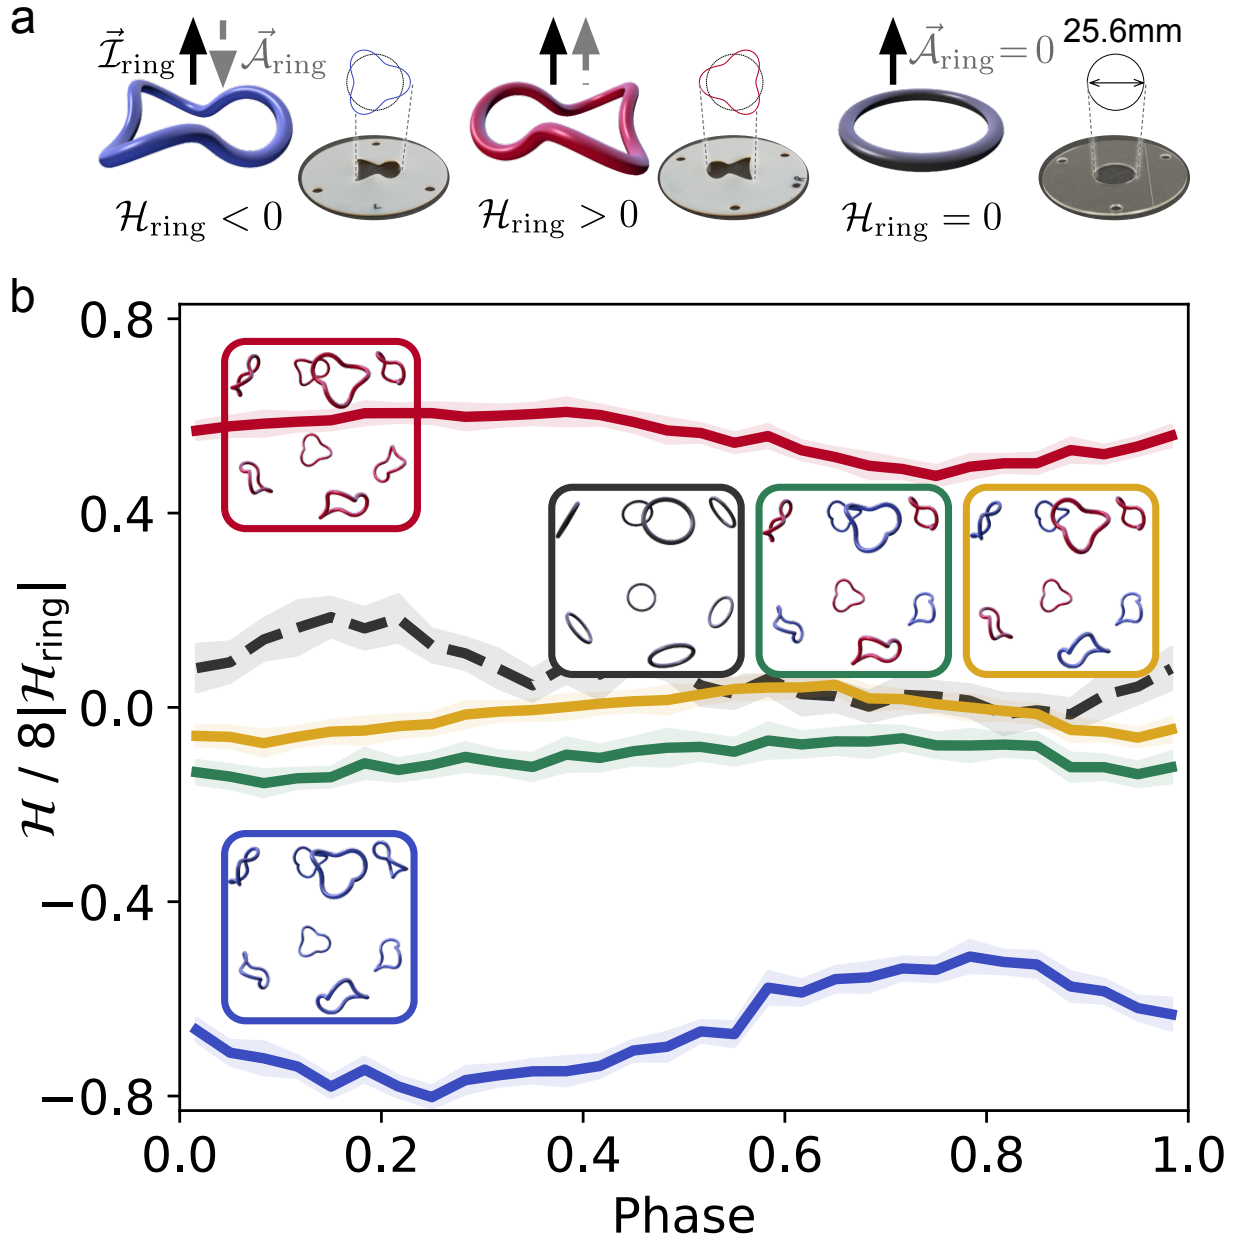 a
𝓘⃗ring
𝓐⃗ring
𝓐⃗ring = 0
25.6mm
L
R
ℋring < 0
ℋring > 0
ℋring = 0
b
ℋ / 8|ℋring|
0.8
0.4
0.0
−0.4
−0.8
0.0 0.2 0.4 0.6 0.8 1.0
Phase